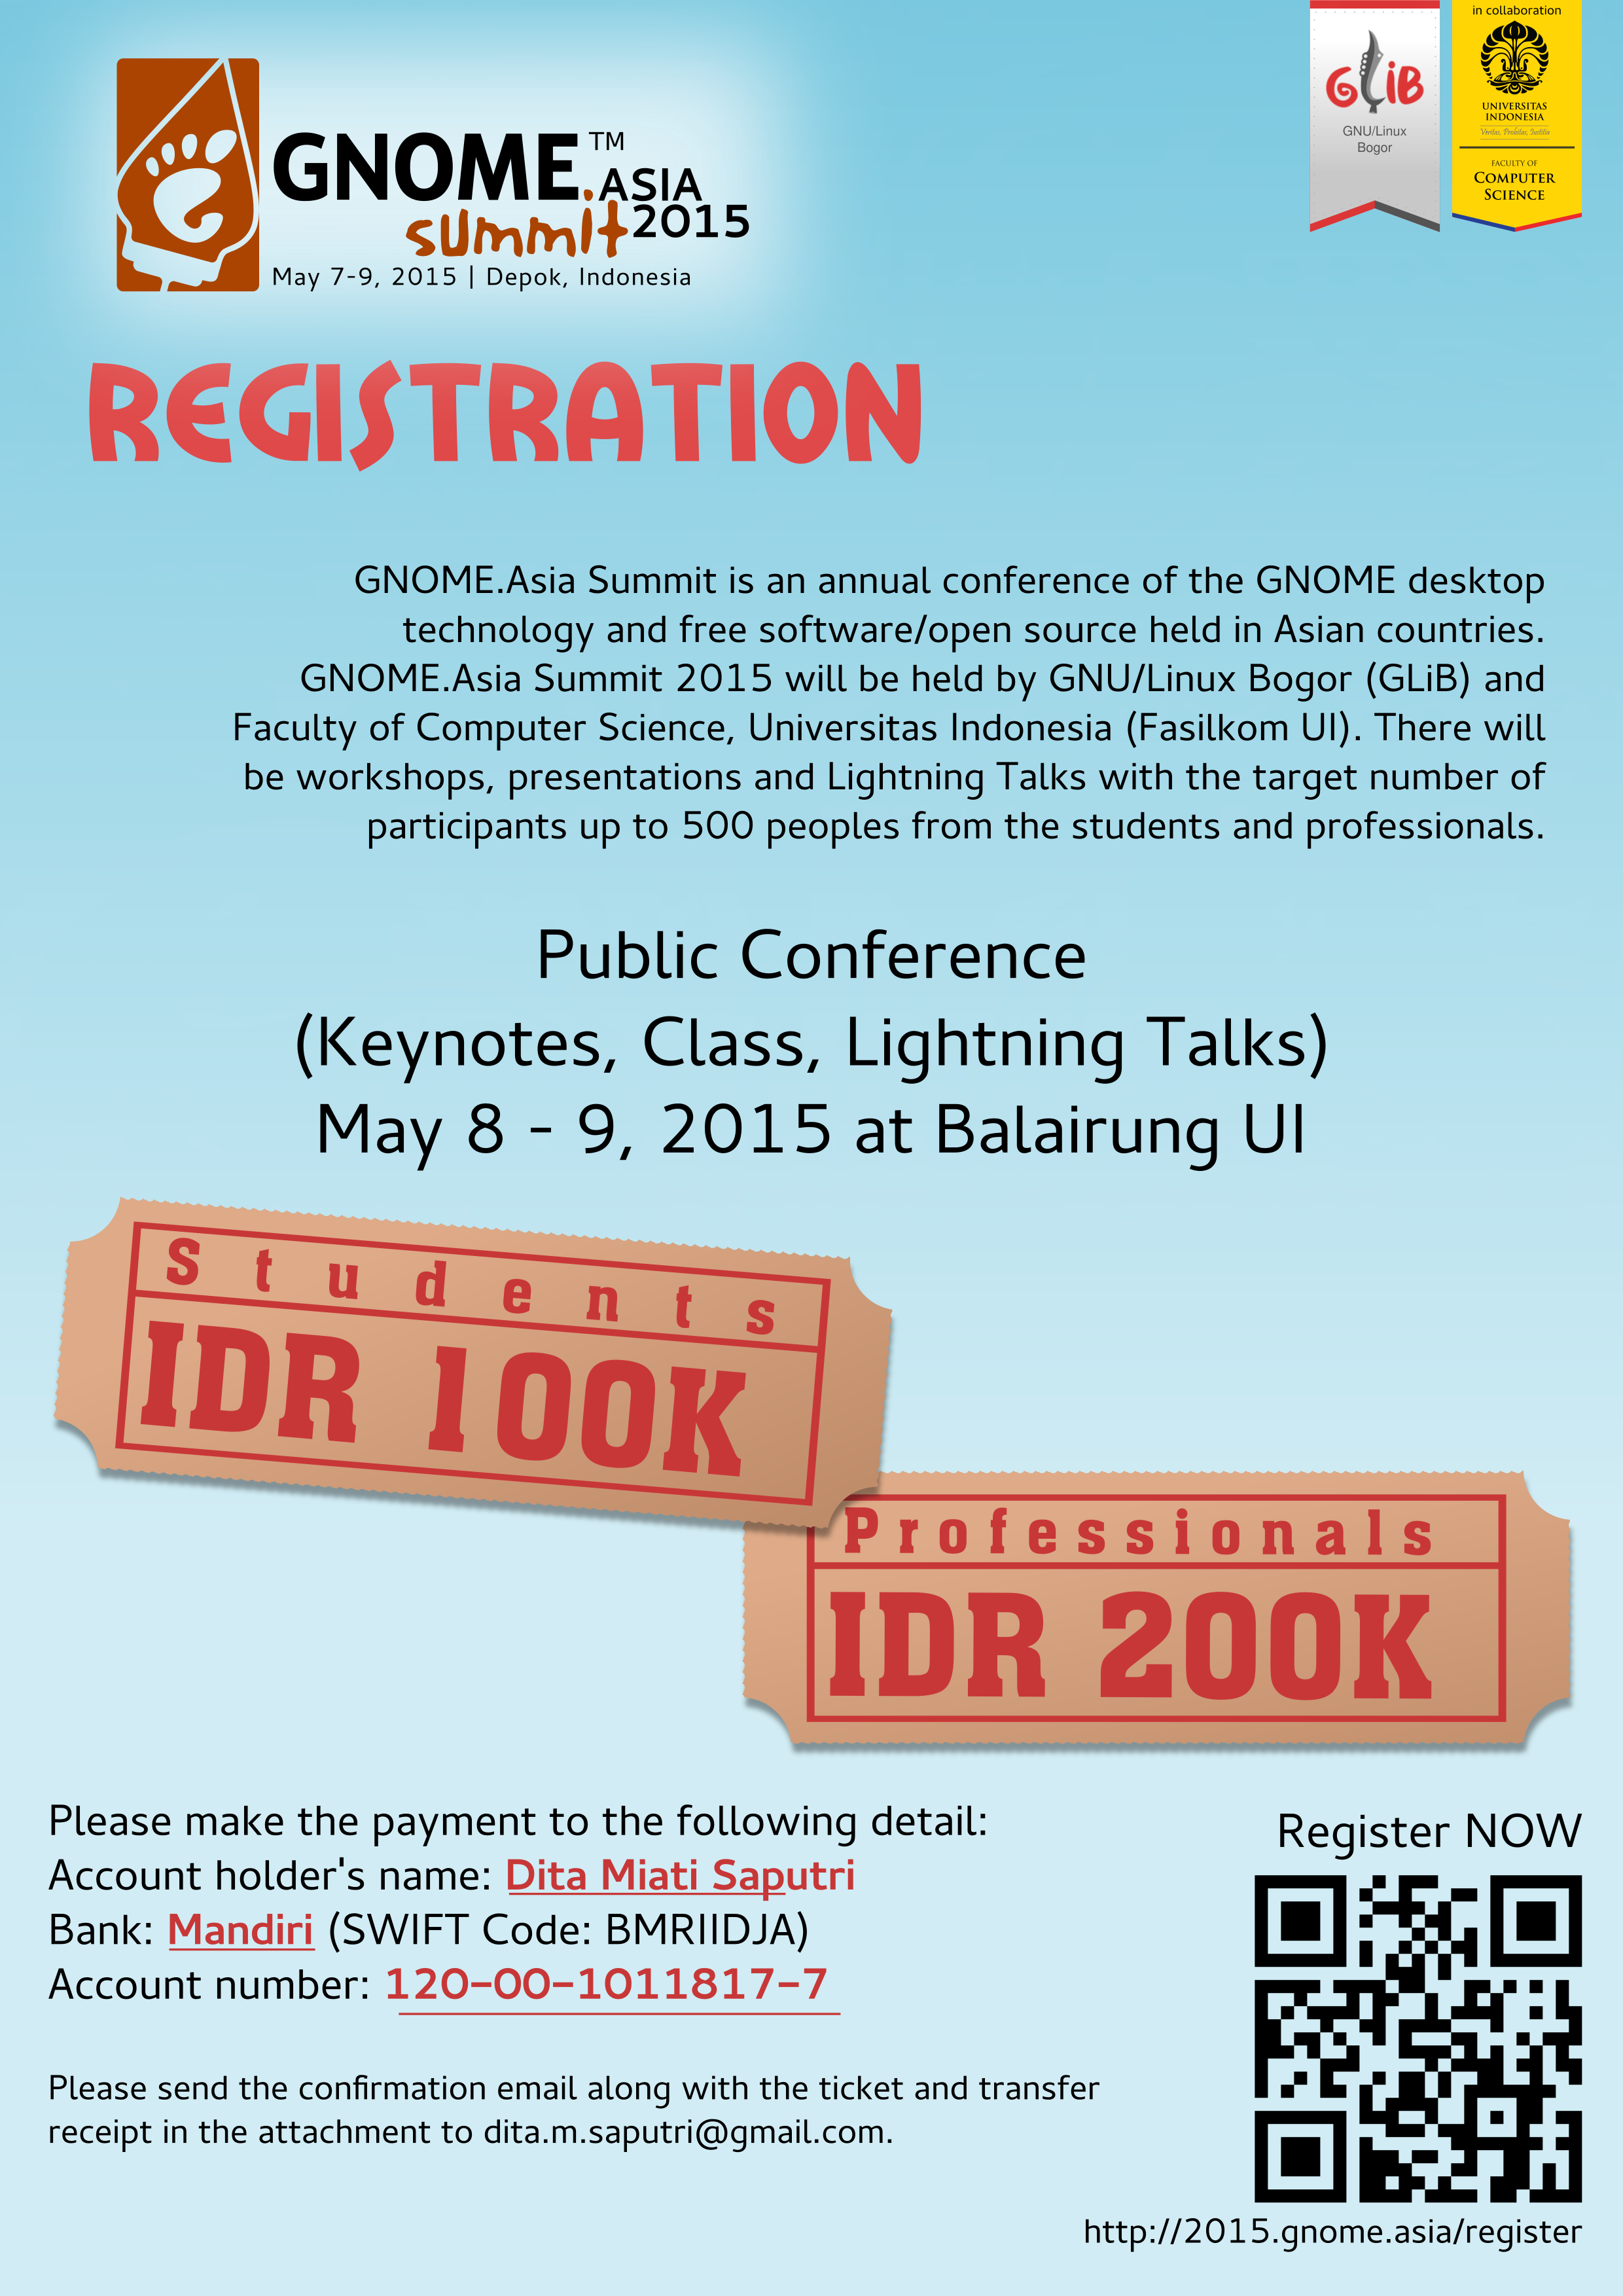 in collaboration
GLiB
GNU/Linux
Bogor
UNIVERSITAS
INDONESIA
Veritas, Probitas, Iustitia
FACULTY OF
COMPUTER
SCIENCE
GNOME.™
ASIA
summit 2015
May 7-9, 2015 | Depok, Indonesia
REGISTRATION
GNOME.Asia Summit is an annual conference of the GNOME desktop
technology and free software/open source held in Asian countries.
GNOME.Asia Summit 2015 will be held by GNU/Linux Bogor (GLiB) and
Faculty of Computer Science, Universitas Indonesia (Fasilkom UI). There will
be workshops, presentations and Lightning Talks with the target number of
participants up to 500 peoples from the students and professionals.
Public Conference
(Keynotes, Class, Lightning Talks)
May 8 - 9, 2015 at Balairung UI
Students
IDR 100K
Professionals
IDR 200K
Please make the payment to the following detail:
Account holder's name: Dita Miati Saputri
Bank: Mandiri (SWIFT Code: BMRIIDJA)
Account number: 120-00-1011817-7
Please send the confirmation email along with the ticket and transfer
receipt in the attachment to dita.m.saputri@gmail.com.
Register NOW
http://2015.gnome.asia/register